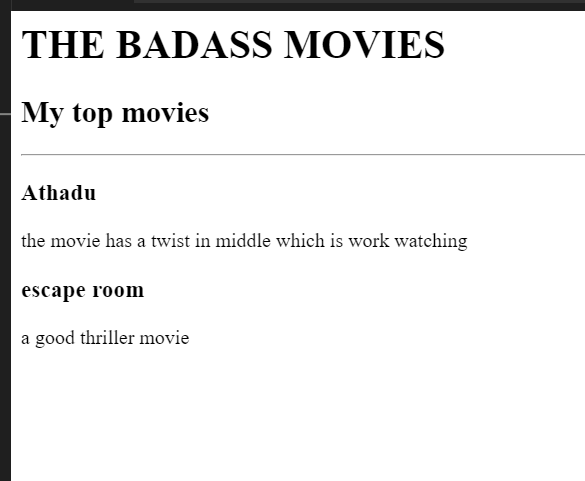 THE BADASS MOVIES
My top movies
Athadu
the movie has a twist in middle which is work watching
escape room
a good thriller movie